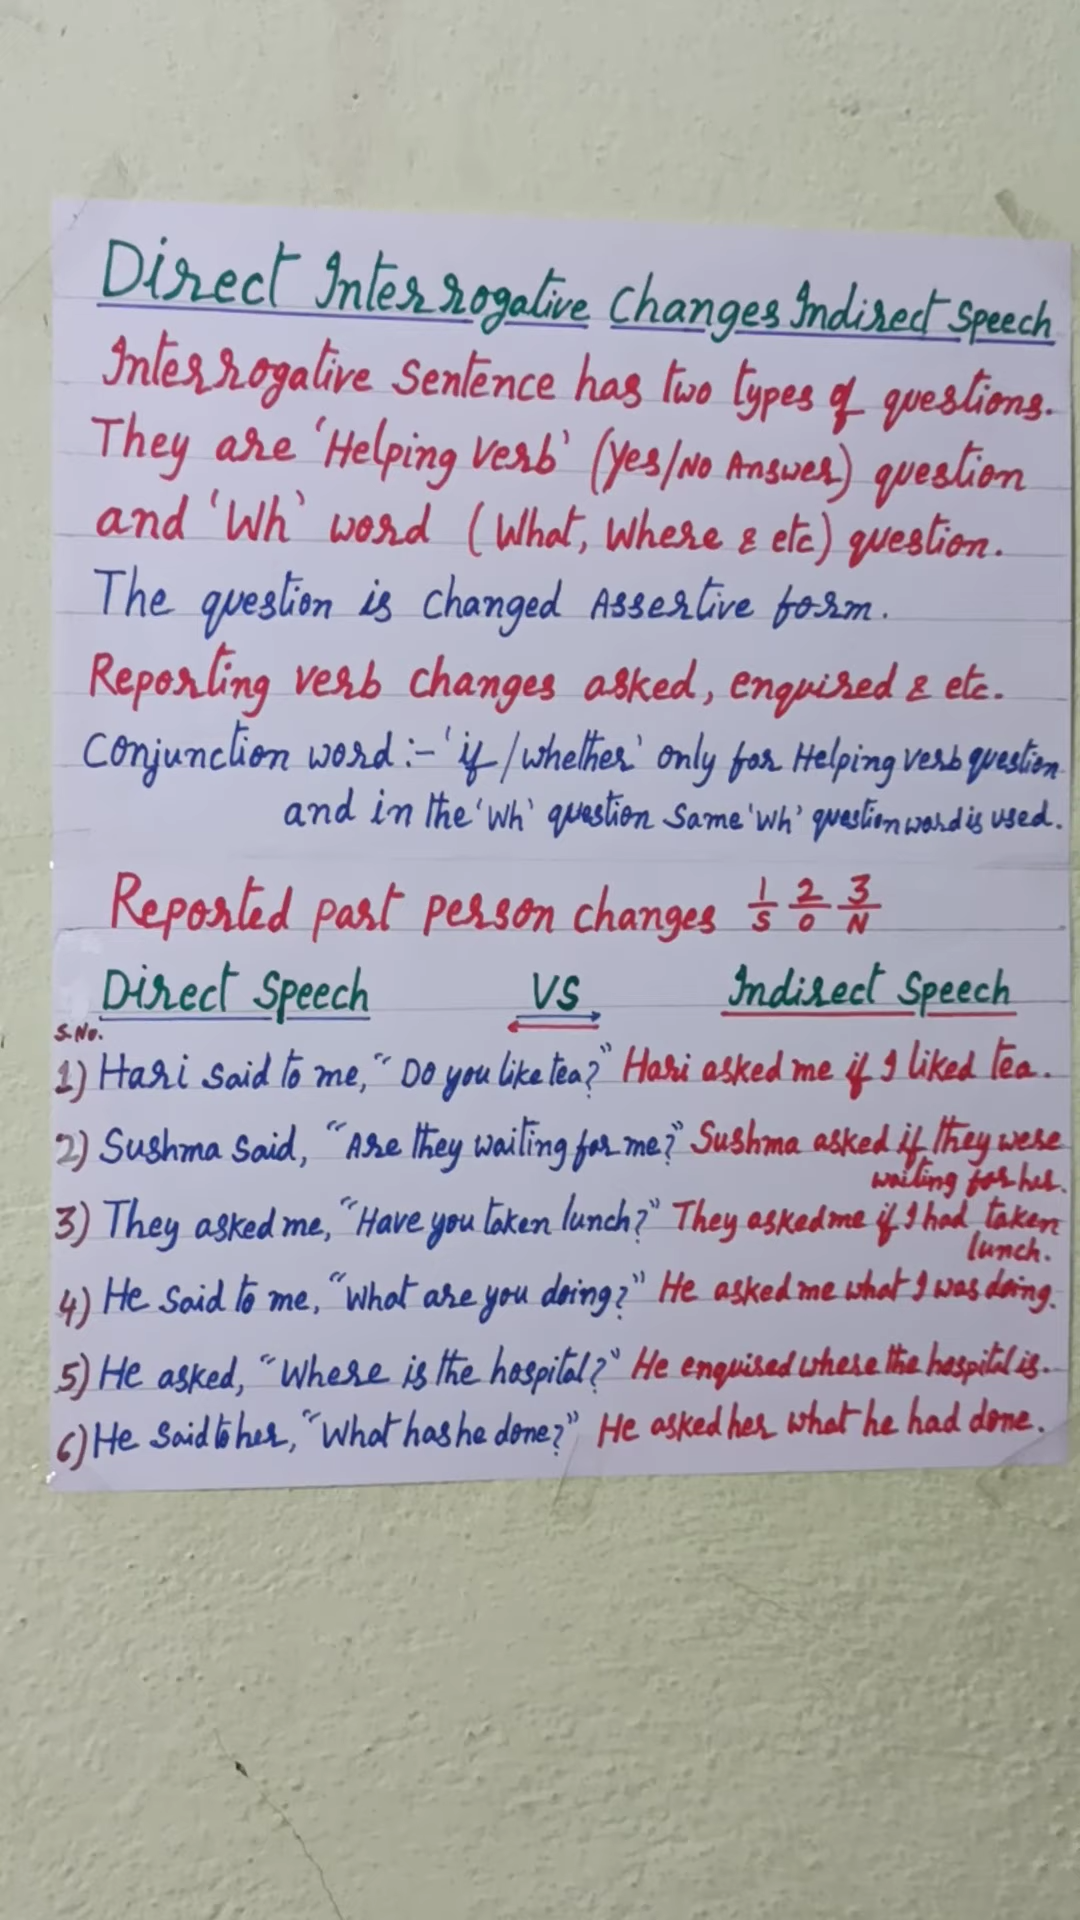 Direct Interrogative Changes Indirect Speech
Interrogative Sentence has two types of questions.
They are 'Helping Verb' (Yes/No Answer) question
and 'Wh' word (What, Where & etc) question.
The question is changed Assertive form.
Reporting verb changes asked, enquired & etc.
Conjunction word :- 'if/whether' only for Helping verb question
and in the 'Wh' question Same 'Wh' question word is used.
Reported part person changes 1/S 2/O 3/N
Direct Speech VS Indirect Speech
S.No.
1) Hari said to me, "Do you like tea?" Hari asked me if I liked tea.
2) Sushma said, "Are they waiting for me?" Sushma asked if they were
waiting for her.
3) They asked me, "Have you taken lunch?" They asked me if I had taken
lunch.
4) He said to me, "What are you doing?" He asked me what I was doing.
5) He asked, "Where is the hospital?" He enquired where the hospital is.
6) He said to her, "What has he done?" He asked her what he had done.